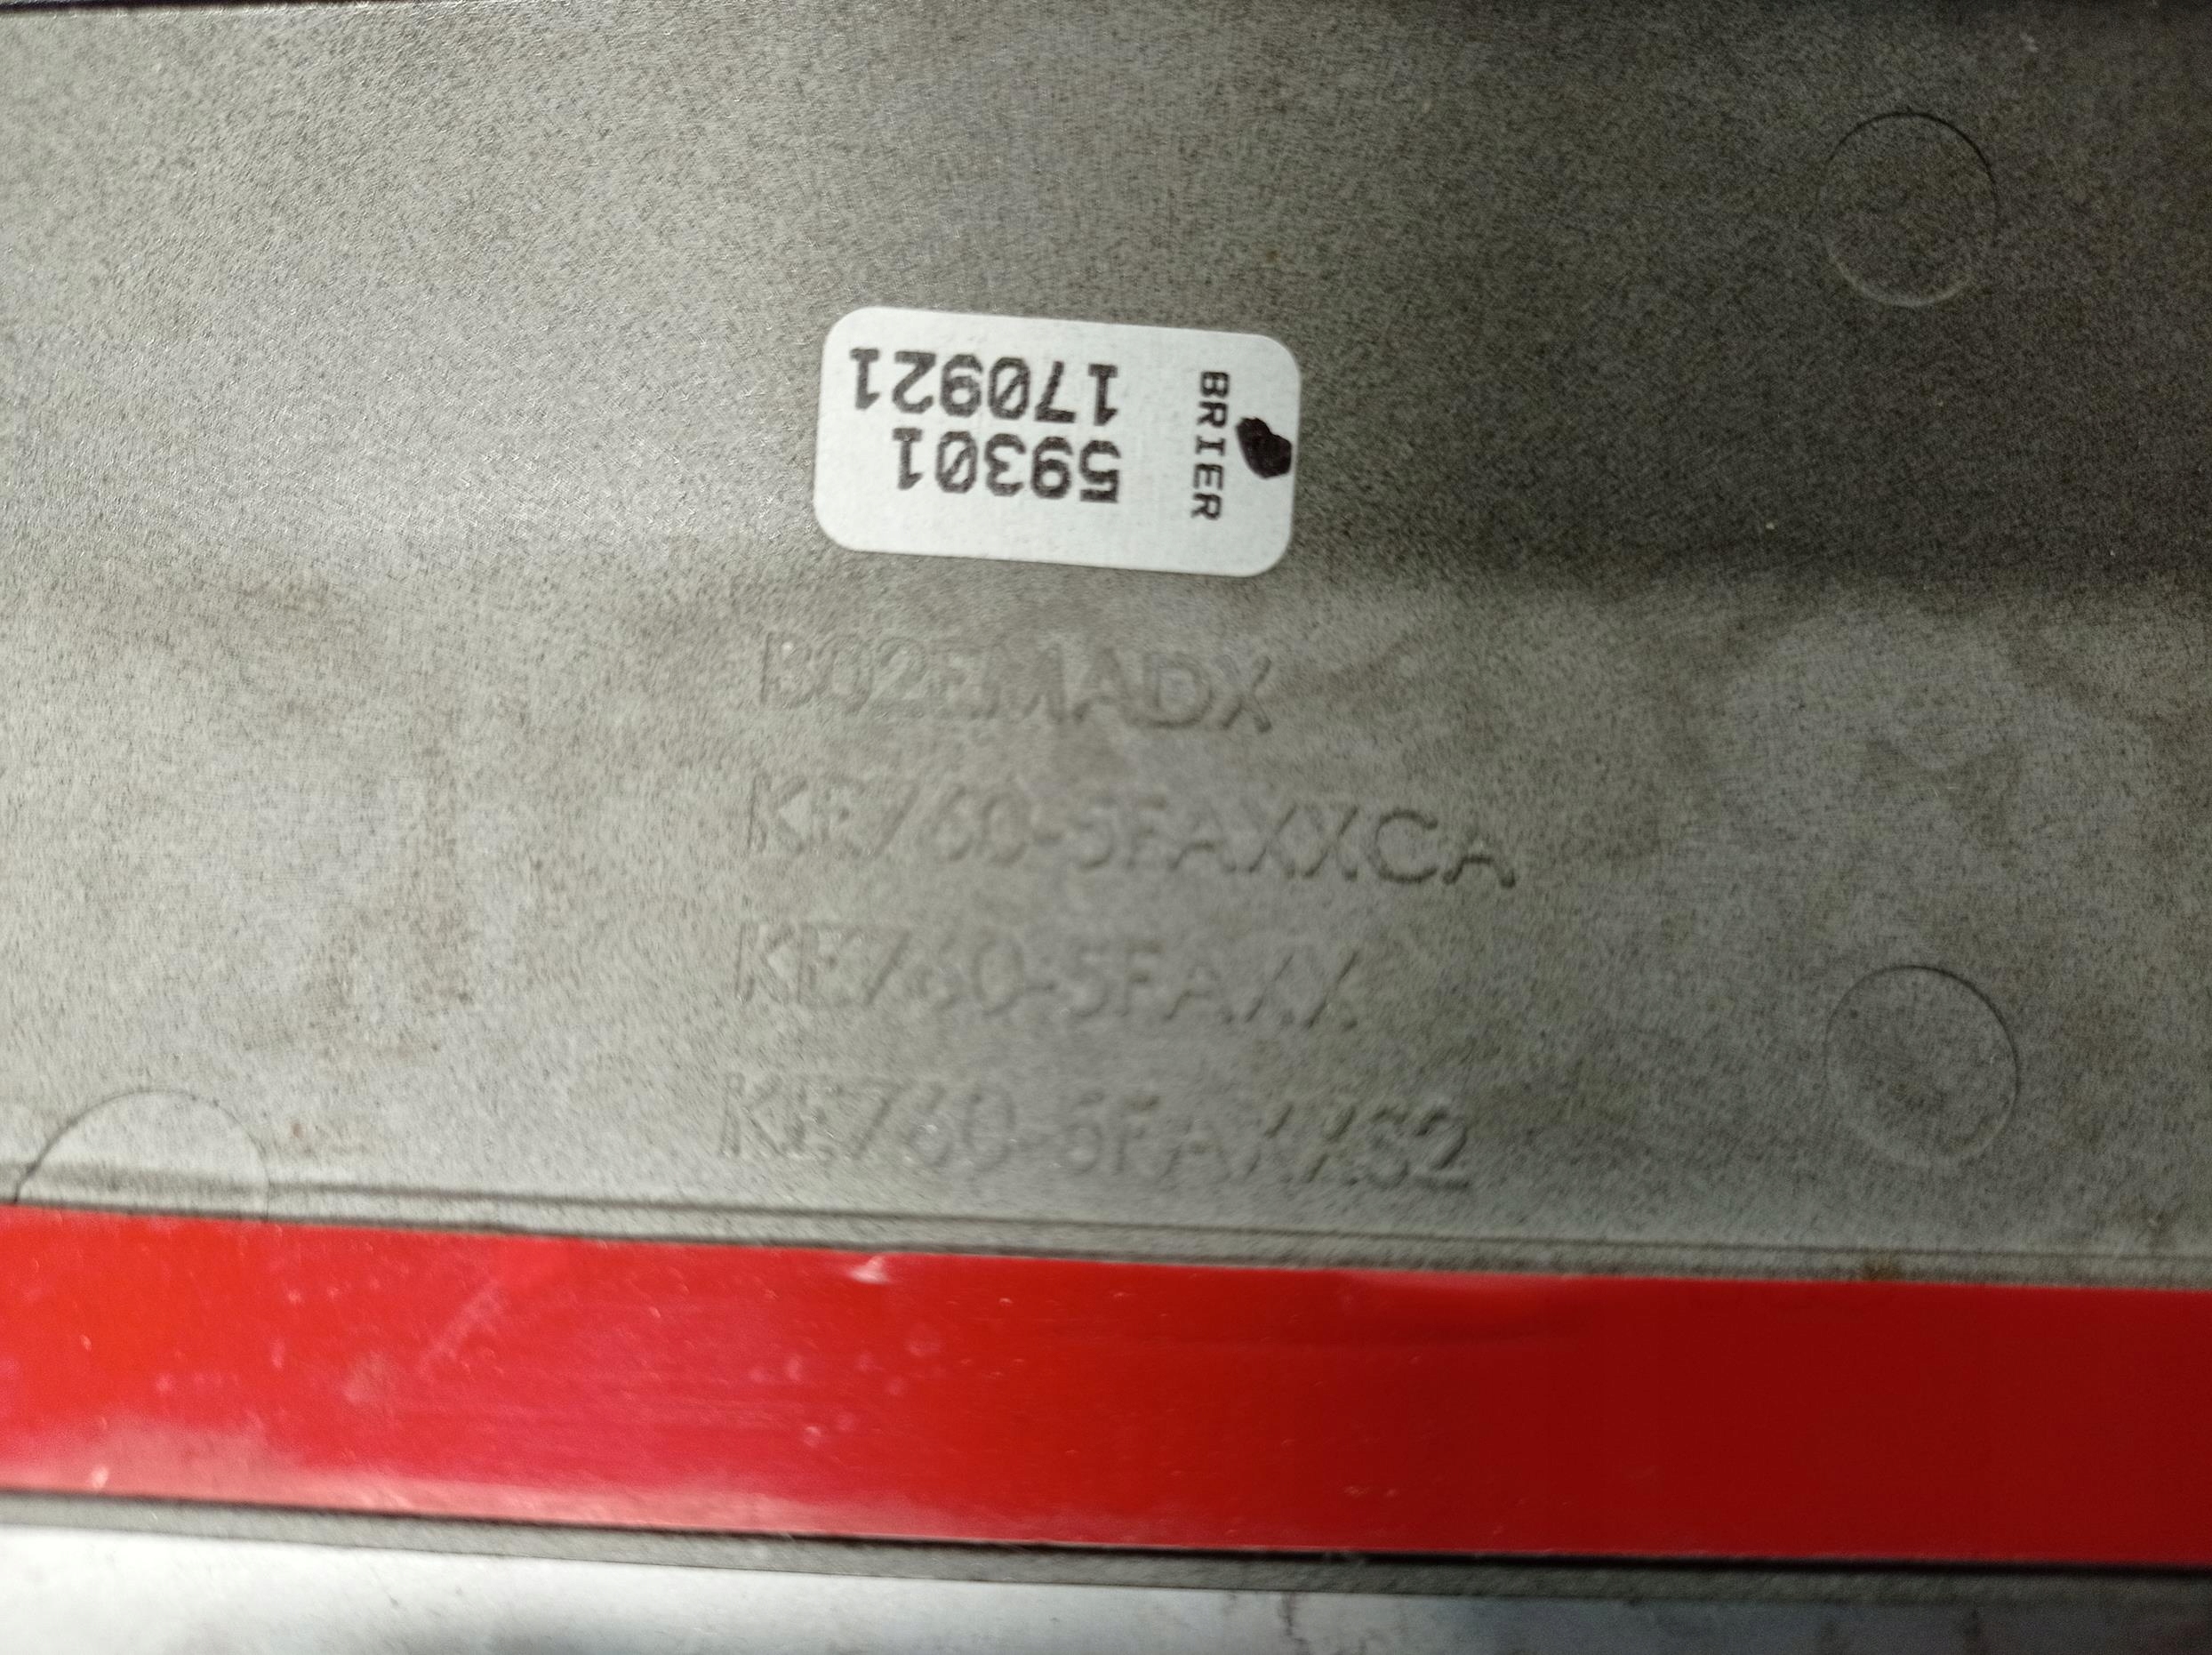 59301
170921
BRIER
B02EMADX
KE760-5FAXXCA
KE760-5FAXX
KE760-5FAXXS2